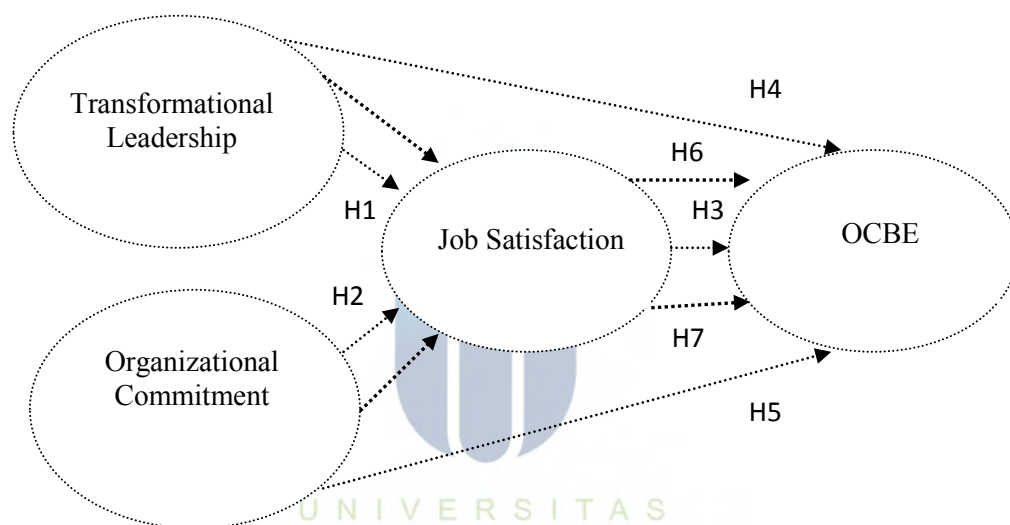 Transformational
Leadership
H4
H6
H1
H3
Job Satisfaction
OCBE
H2
H7
Organizational
Commitment
H5
UNIVERSITAS